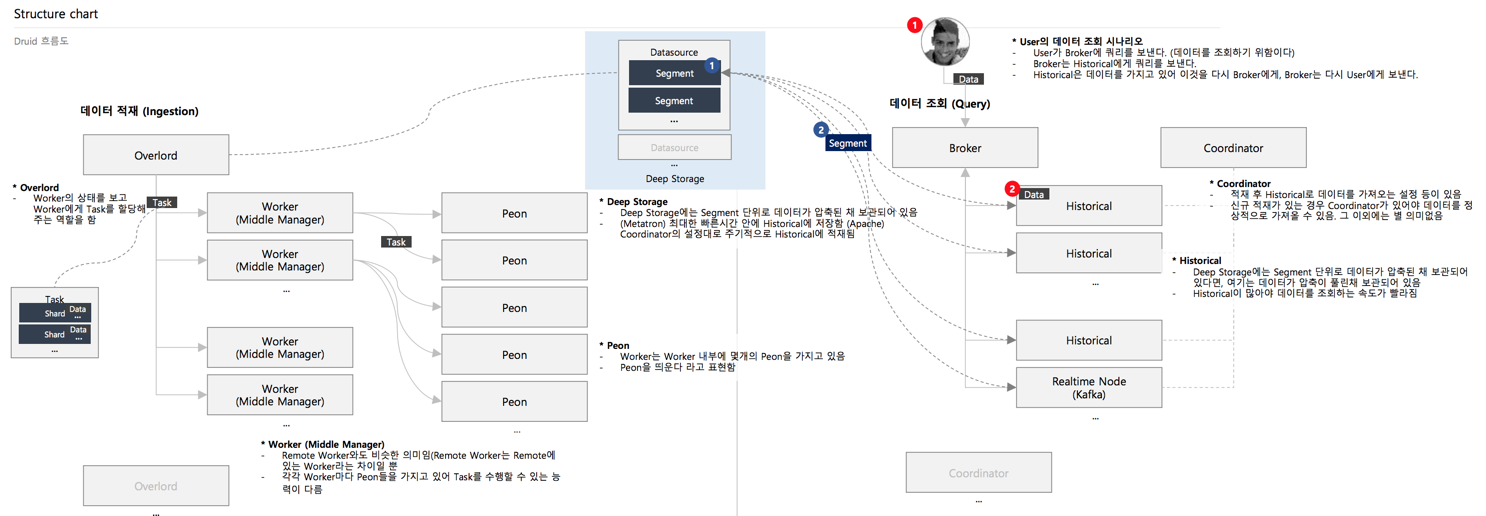 Structure chart
Druid 흐름도
데이터 적재 (Ingestion)
Overlord
* Overlord
- Worker의 상태를 보고
Worker에게 Task를 할당해
주는 역할을 함
Task
Worker
(Middle Manager)
Worker
(Middle Manager)
...
Worker
(Middle Manager)
Worker
(Middle Manager)
...
Task
Shard
Data
...
Shard
Data
...
...
Task
Peon
Peon
Peon
Peon
Peon
...
* Worker (Middle Manager)
- Remote Worker와도 비슷한 의미임(Remote Worker는 Remote에
있는 Worker라는 차이일 뿐
- 각각 Worker마다 Peon들을 가지고 있어 Task를 수행할 수 있는 능
력이 다름
Overlord
...
Datasource
Segment
1
Segment
...
Datasource
...
Deep Storage
* Deep Storage
- Deep Storage에는 Segment 단위로 데이터가 압축된 채 보관되어 있음
- (Metatron) 최대한 빠른시간 안에 Historical에 저장함 (Apache)
Coordinator의 설정대로 주기적으로 Historical에 적재됨
* Peon
- Worker는 Worker 내부에 몇개의 Peon을 가지고 있음
- Peon을 띄운다 라고 표현함
2
Segment
1
Data
* User의 데이터 조회 시나리오
- User가 Broker에 쿼리를 보낸다. (데이터를 조회하기 위함이다)
- Broker는 Historical에게 쿼리를 보낸다.
- Historical은 데이터를 가지고 있어 이것을 다시 Broker에게, Broker는 다시 User에게 보낸다.
데이터 조회 (Query)
Broker
Coordinator
2
Data
Historical
Historical
...
Historical
Realtime Node
(Kafka)
...
* Coordinator
- 적재 후 Historical로 데이터를 가져오는 설정 등이 있음
- 신규 적재가 있는 경우 Coordinator가 있어야 데이터를 정
상적으로 가져올 수 있음. 그 이외에는 별 의미없음
* Historical
- Deep Storage에는 Segment 단위로 데이터가 압축된 채 보관되어
있다면, 여기는 데이터가 압축이 풀린채 보관되어 있음
- Historical이 많아야 데이터를 조회하는 속도가 빨라짐
Coordinator
...